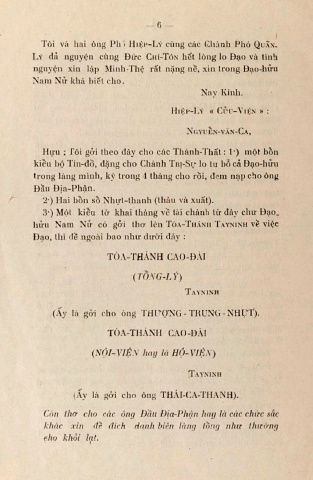 — 6 —
Tôi và hai ông Phó HIỆP-LÝ cùng các Chánh Phó QUẢN.
Lý đã nguyện cùng Đức CHÍ-TÔN hết lòng lo Đạo và tình
nguyện xin lập Minh-Thệ rất nặng nề, xin trong Đạo-hữu
Nam Nữ khá biết cho.
Nay Kính.
HIỆP-LÝ « CỬU-VIỆN » :
NGUYỄN-VĂN-CA,
Hựu ; Tôi gởi theo đây cho các Thánh-Thất : 1·) một bổn
kiểu bộ Tín-đồ, đặng cho Chánh TRỊ-SỰ lo tu bổ cả Đạo-hữu
trong làng mình, kỳ trong 4 tháng cho rồi, đem nạp cho ông
Đầu Địa-Phận.
2·) Hai bổn sổ Nhựt-thanh (thâu và xuất).
3·) Một kiểu tờ khai tháng về tài chánh từ đây chư Đạo,
hữu Nam Nữ có gởi thơ lên TÒA-THÁNH TAYNINH về việc
Đạo, thì đề ngoài bao như dưới đây :
TÒA-THÁNH CAO-ĐÀI
(TỔNG-LÝ)
TAYNINH
(Ấy là gởi cho ông THƯỢNG-TRUNG-NHỰT).
TÒA-THÁNH CAO-ĐÀI
(NỘI-VIỆN hay là HỘ-VIỆN)
TAYNINH
(Ấy là gởi cho ông THÁI-CA-THANH).
Còn thơ cho các ông Đầu Địa-Phận hay là các chức sắc
khác xin đề đích danh biên làng tổng như thường
cho khỏi lạt.